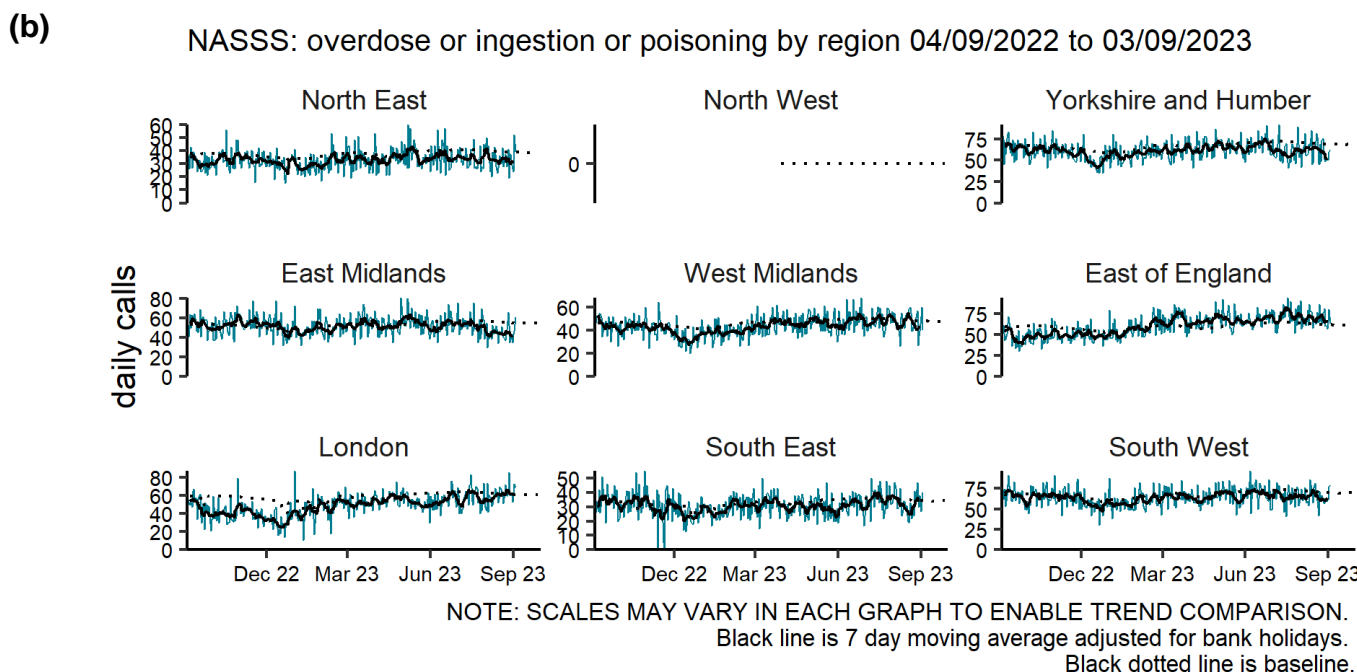 (b)
NASSS: overdose or ingestion or poisoning by region 04/09/2022 to 03/09/2023
North East
North West
Yorkshire and Humber
60
50
40
30
20
10
0
0
75
50
25
0
East Midlands
West Midlands
East of England
daily calls
80
60
40
20
0
60
40
20
0
75
50
25
0
London
South East
South West
80
60
40
20
0
50
40
30
20
10
0
75
50
25
0
Dec 22 Mar 23 Jun 23 Sep 23
Dec 22 Mar 23 Jun 23 Sep 23
Dec 22 Mar 23 Jun 23 Sep 23
NOTE: SCALES MAY VARY IN EACH GRAPH TO ENABLE TREND COMPARISON.
Black line is 7 day moving average adjusted for bank holidays.
Black dotted line is baseline.